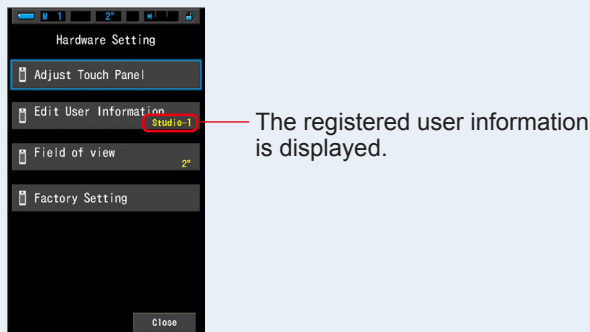 M 1 2°
Hardware Setting
Adjust Touch Panel
Edit User Information
Studio-1
The registered user information
is displayed.
Field of view
2°
Factory Setting
Close